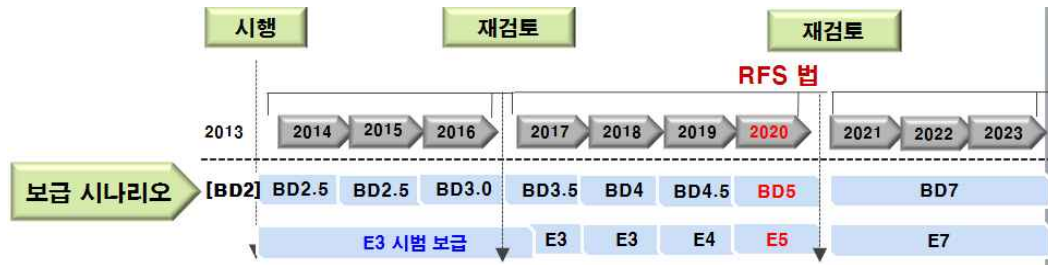 시행 재검토 재검토
RFS 법
2013 2014 2015 2016 2017 2018 2019 2020 2021 2022 2023
보급 시나리오 [BD2] BD2.5 BD2.5 BD3.0 BD3.5 BD4 BD4.5 BD5 BD7
E3 시범 보급 E3 E3 E4 E5 E7